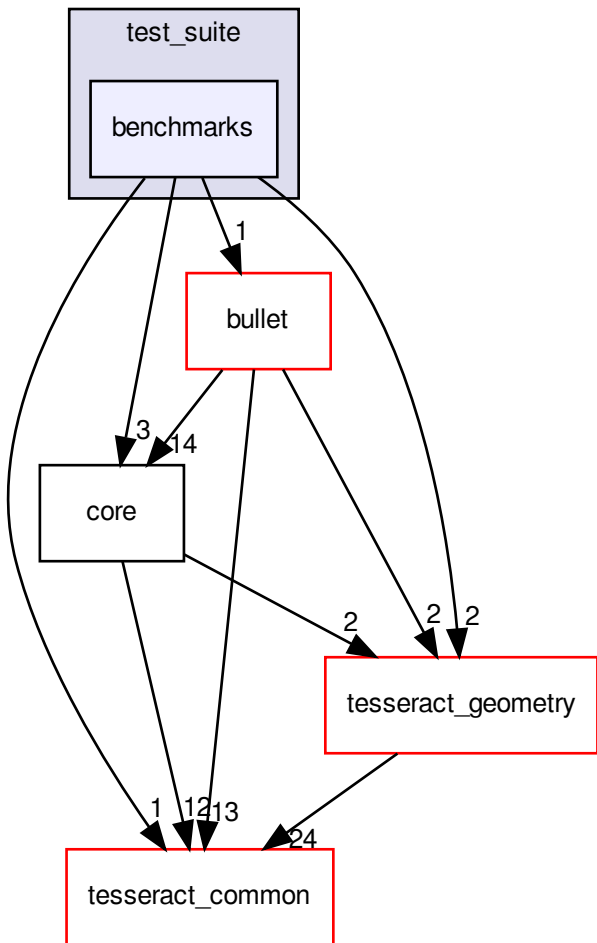 test_suite
benchmarks
1
bullet
3
14
core
2
2
2
tesseract_geometry
1
12
13
24
tesseract_common